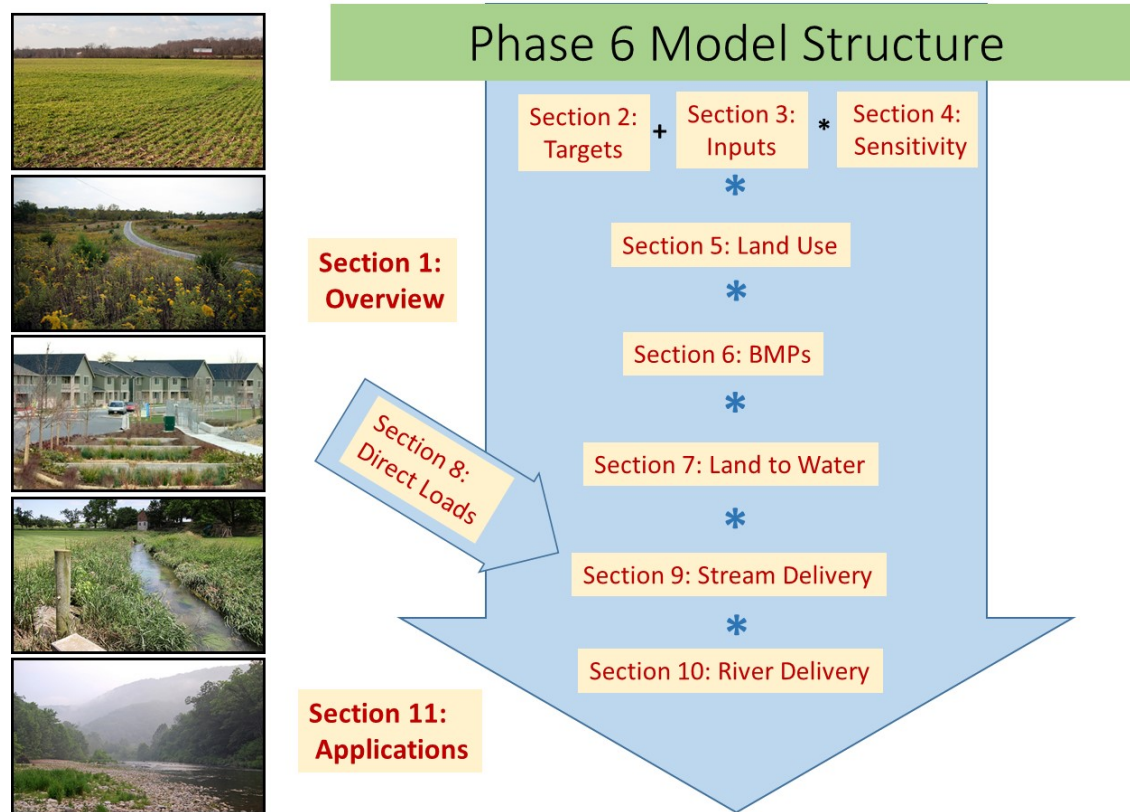 Phase 6 Model Structure
Section 2:
Targets
+
Section 3:
Inputs
*
Section 4:
Sensitivity
*
Section 5: Land Use
*
Section 1:
Overview
Section 6: BMPs
*
Section 8:
Direct Loads
Section 7: Land to Water
*
Section 9: Stream Delivery
*
Section 10: River Delivery
Section 11:
Applications